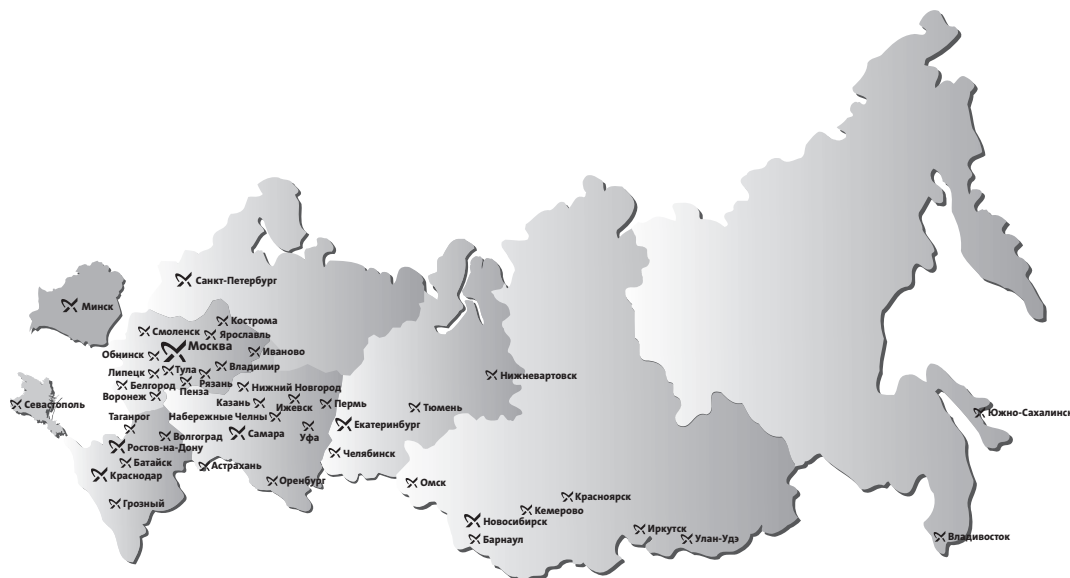 Санкт-Петербург
Минск
Кострома
Смоленск
Ярославль
Москва
Обнинск
Иваново
Владимир
Липецк
Тула
Нижневартовск
Рязань
Белгород
Нижний Новгород
Пенза
Воронеж
Казань
Ижевск
Пермь
Севастополь
Тюмень
Южно-Сахалинск
Таганрог
Набережные Челны
Екатеринбург
Волгоград
Самара
Уфа
Ростов-на-Дону
Челябинск
Батайск
Астрахань
Краснодар
Оренбург
Омск
Красноярск
Грозный
Кемерово
Новосибирск
Иркутск
Барнаул
Улан-Удэ
Владивосток